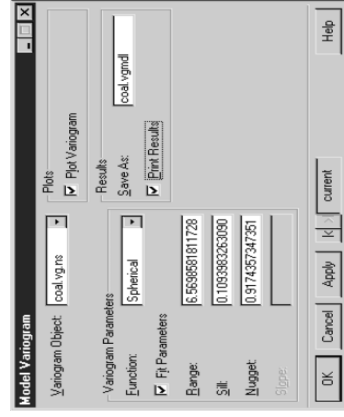 Model Variogram
Variogram Object: coal.vg.ns
Variogram Parameters
Function: Spherical
Fit Parameters
Range: 6.5698581811728
Sill: 0.1093983263090
Nugget: 0.9174357347351
Slope:
Plots
Plot Variogram
Results
Save As: coal.vgmdl
Print Results
OK Cancel Apply current Help